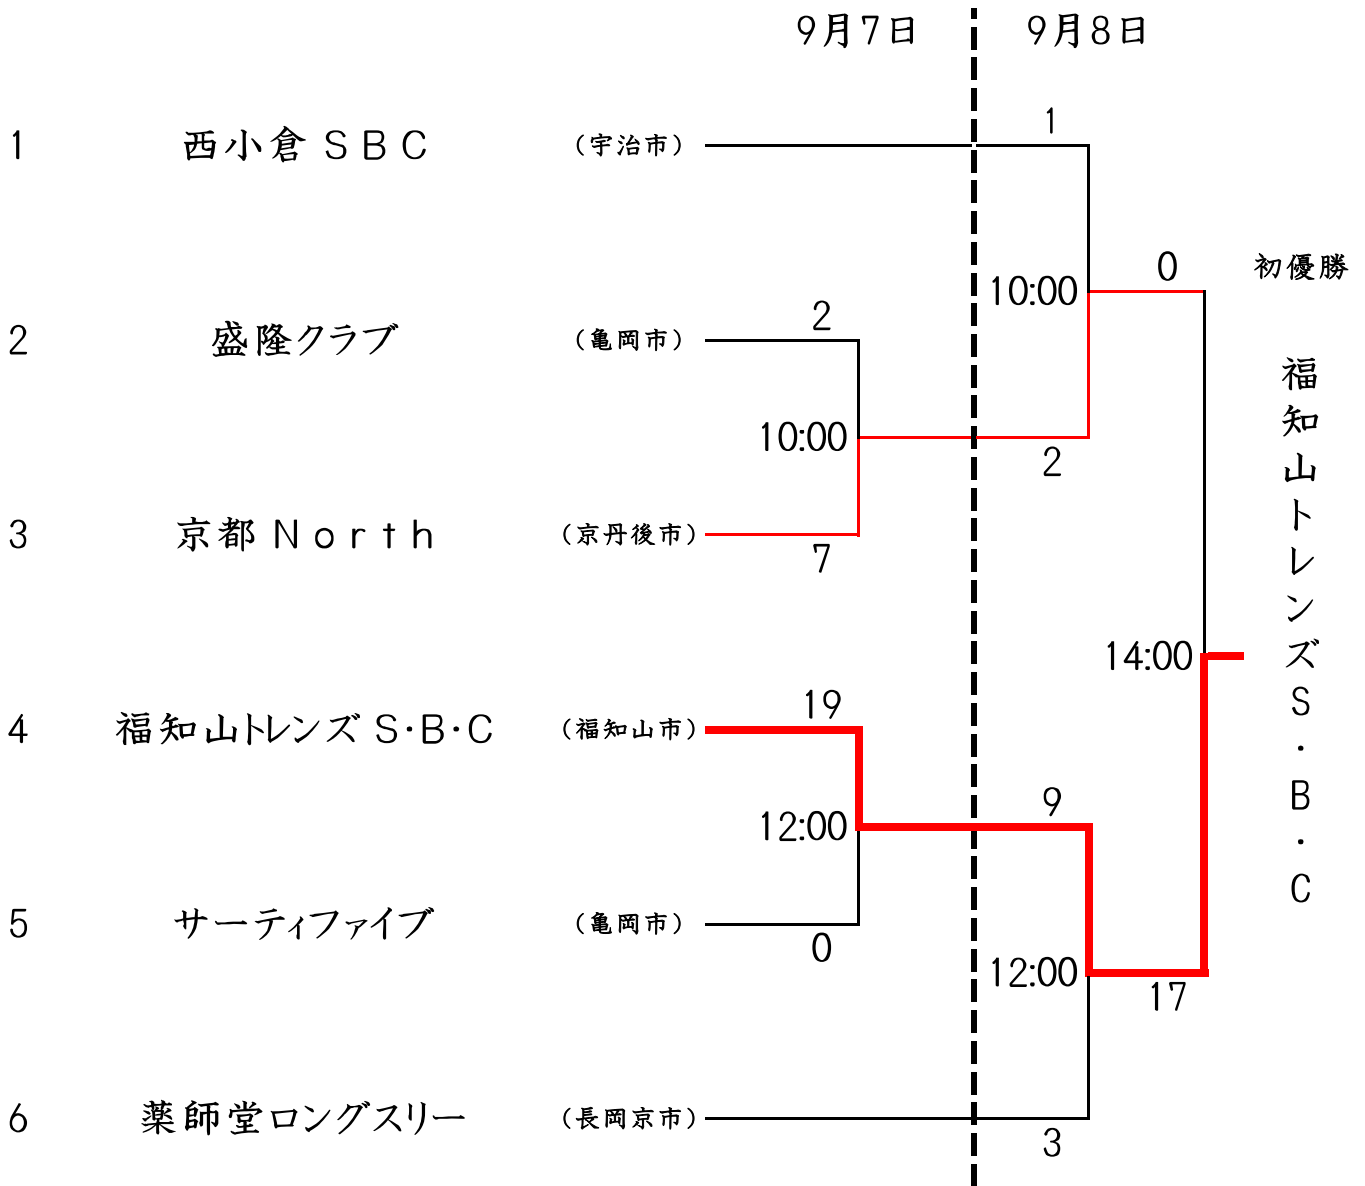 9月7日 9月8日
1 西小倉SBC (宇治市) 1
0 初優勝
10:00
2 盛隆クラブ (亀岡市) 2
10:00
2
3 京都North (京丹後市) 7
福知山トレンズS・B・C
14:00
4 福知山トレンズS・B・C (福知山市) 19
9
12:00
5 サーティファイブ (亀岡市) 0
12:00
17
6 薬師堂ロングスリー (長岡京市) 3